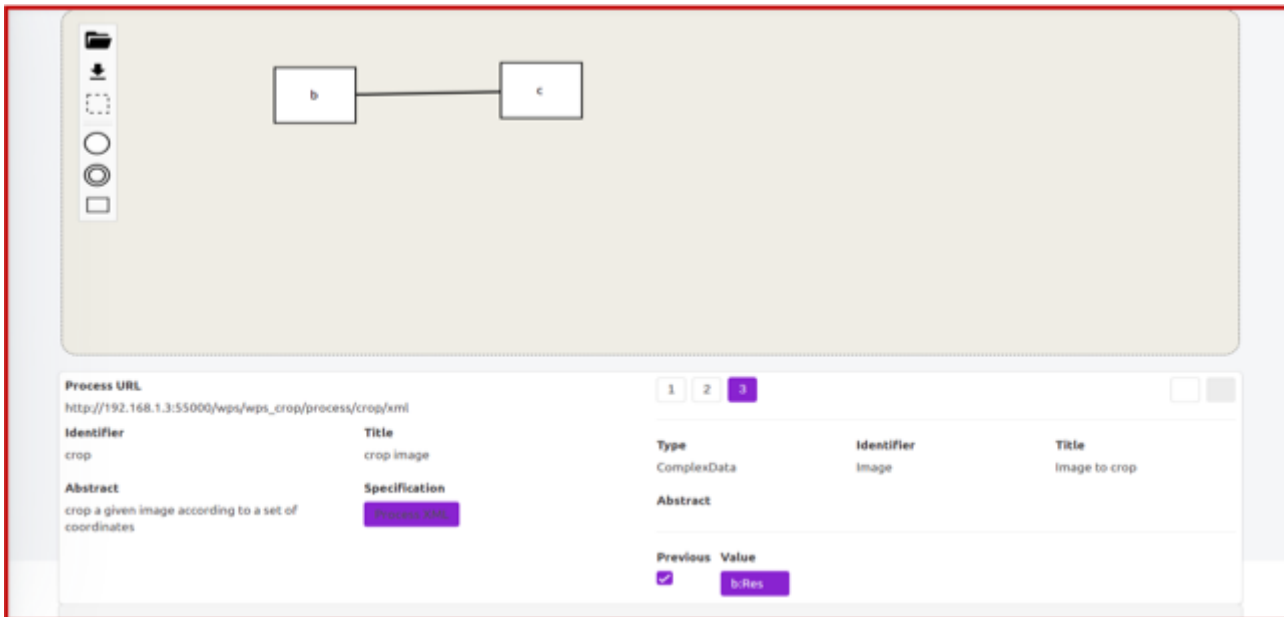 b
c
Process URL
http://192.168.1.3:55000/wps/wps_crop/process/crop/xml
Identifier
Title
crop
crop image
Abstract
Specification
crop a given image according to a set of
coordinates
Process XML
1 2 3
Type
Identifier
Title
ComplexData
Image
Image to crop
Abstract
Previous
Value
b:Res